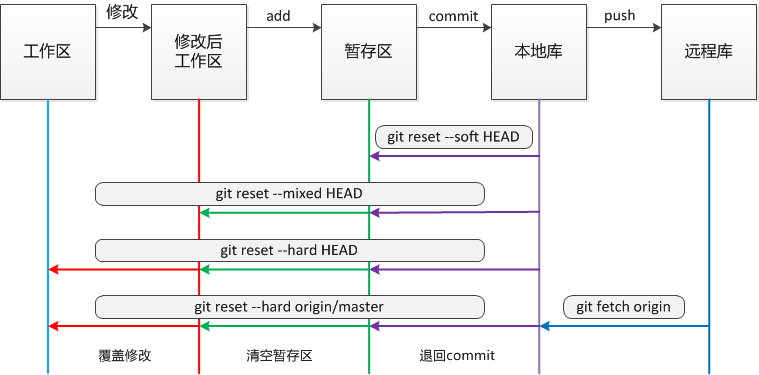 修改
add
commit
push
工作区
修改后
工作区
暂存区
本地库
远程库
git reset --soft HEAD
git reset --mixed HEAD
git reset --hard HEAD
git reset --hard origin/master
git fetch origin
覆盖修改
清空暂存区
退回commit